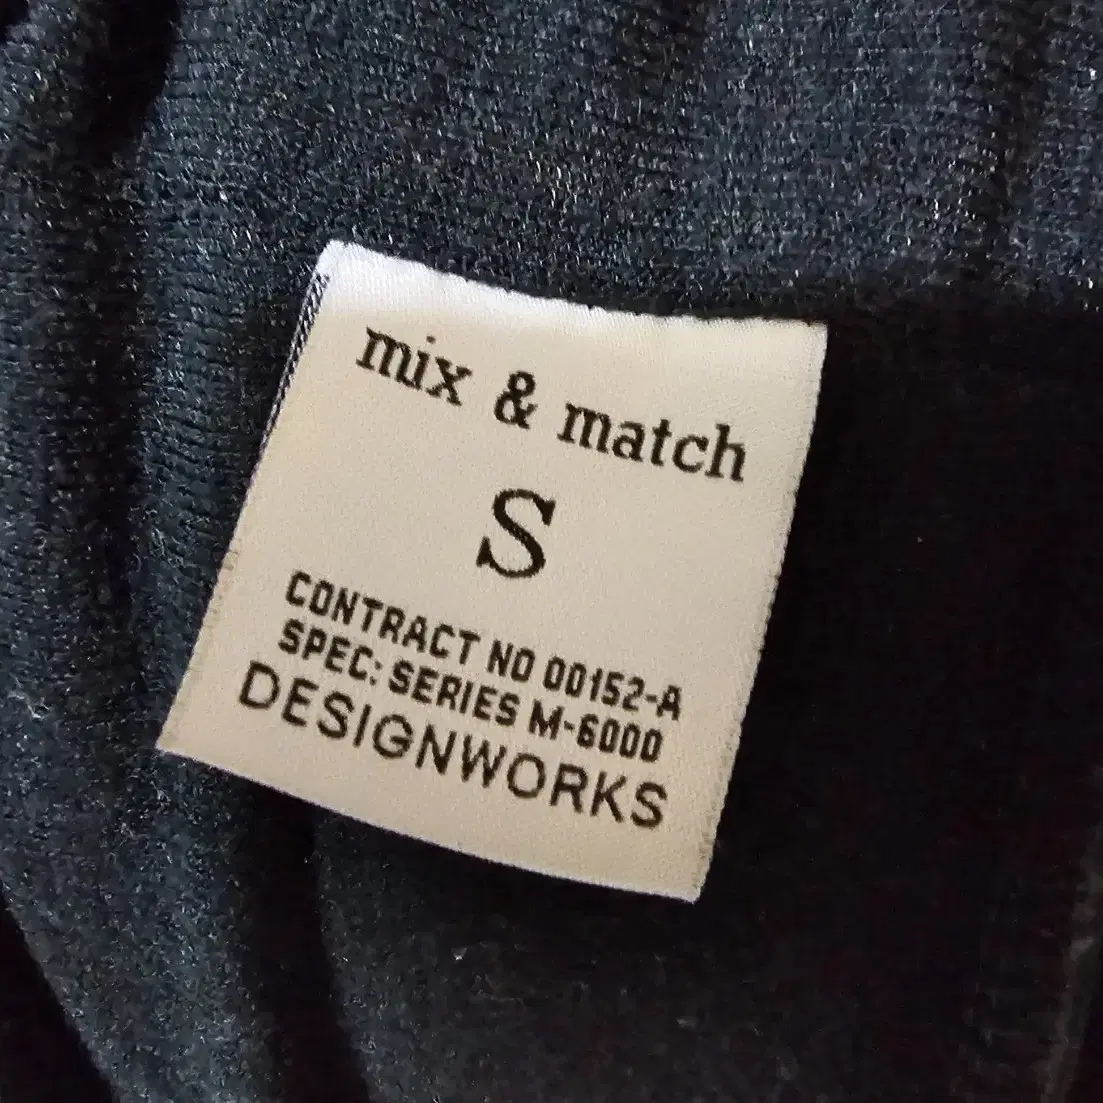 mix & match
S
CONTRACT NO 00152-A
SPEC: SERIES M-6000
DESIGNWORKS